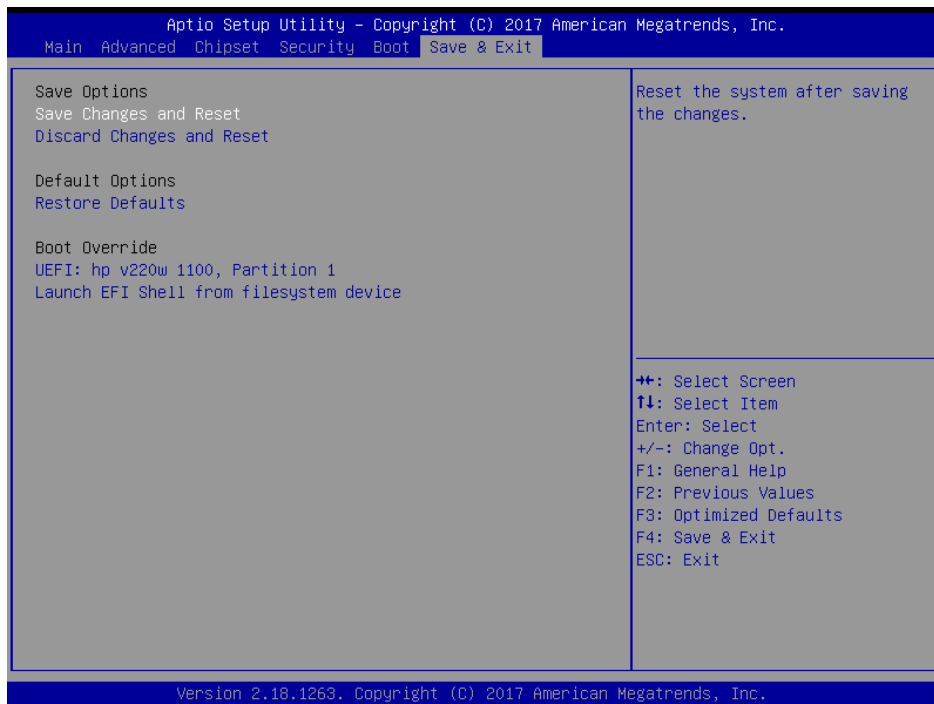 Aptio Setup Utility – Copyright (C) 2017 American Megatrends, Inc.
Main Advanced Chipset Security Boot Save & Exit
Save Options
Save Changes and Reset
Discard Changes and Reset
Default Options
Restore Defaults
Boot Override
UEFI: hp v220w 1100, Partition 1
Launch EFI Shell from filesystem device
Reset the system after saving
the changes.
→←: Select Screen
↑↓: Select Item
Enter: Select
+/-: Change Opt.
F1: General Help
F2: Previous Values
F3: Optimized Defaults
F4: Save & Exit
ESC: Exit
Version 2.18.1263. Copyright (C) 2017 American Megatrends, Inc.